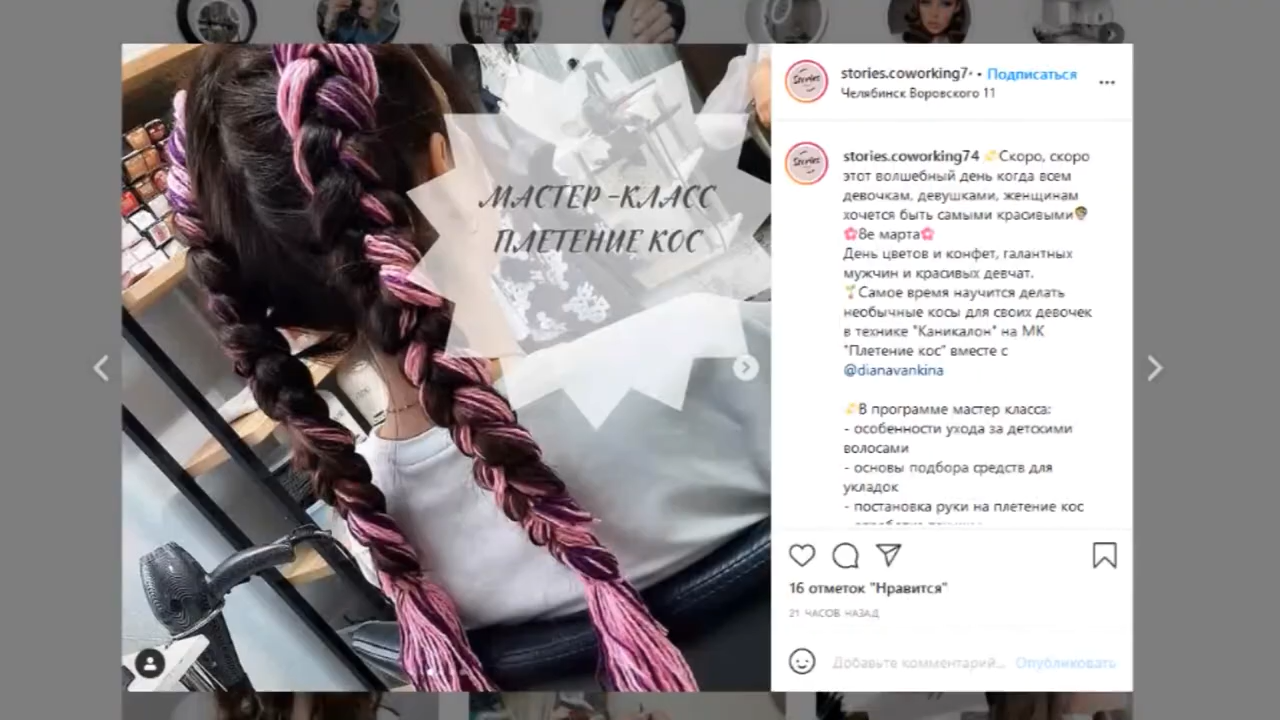 МАСТЕР -КЛАСС
ПЛЕТЕНИЕ КОС
Stories
stories.coworking7 • Подписаться
Челябинск Воровского 11
Stories
stories.coworking74 Скоро, скоро
этот волшебный день когда всем
девочкам, девушками, женщинам
хочется быть самыми красивыми
8е марта
День цветов и конфет, галантных
мужчин и красивых девчат.
Самое время научится делать
необычные косы для своих девочек
в технике "Каникалон" на МК
"Плетение кос" вместе с
@dianavankina
В программе мастер класса:
- особенности ухода за детскими
волосами
- основы подбора средств для
укладок
- постановка руки на плетение кос
16 отметок "Нравится"
21 ЧАСОВ НАЗАД
Добавьте комментарий... Опубликовать